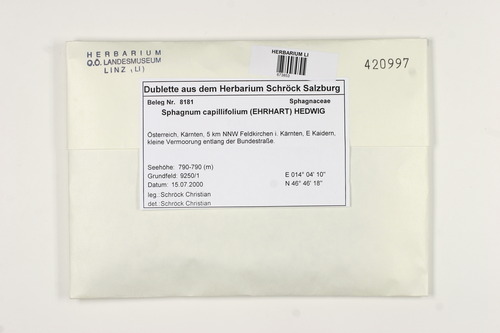 HERBARIUM
O.Ö. LANDESMUSEUM
LINZ (LI)
HERBARIUM LI
420997
Dublette aus dem Herbarium Schröck Salzburg
Beleg Nr. 8181 Sphagnaceae
Sphagnum capillifolium (EHRHART) HEDWIG
Österreich, Kärnten, 5 km NNW Feldkirchen i. Kärnten, E Kaidern,
kleine Vermoorung entlang der Bundestraße.
Seehöhe: 790-790 (m) E 014° 04' 10"
Grundfeld: 9250/1
Datum: 15.07.2000 N 46° 46' 18"
leg.:Schröck Christian
det.:Schröck Christian